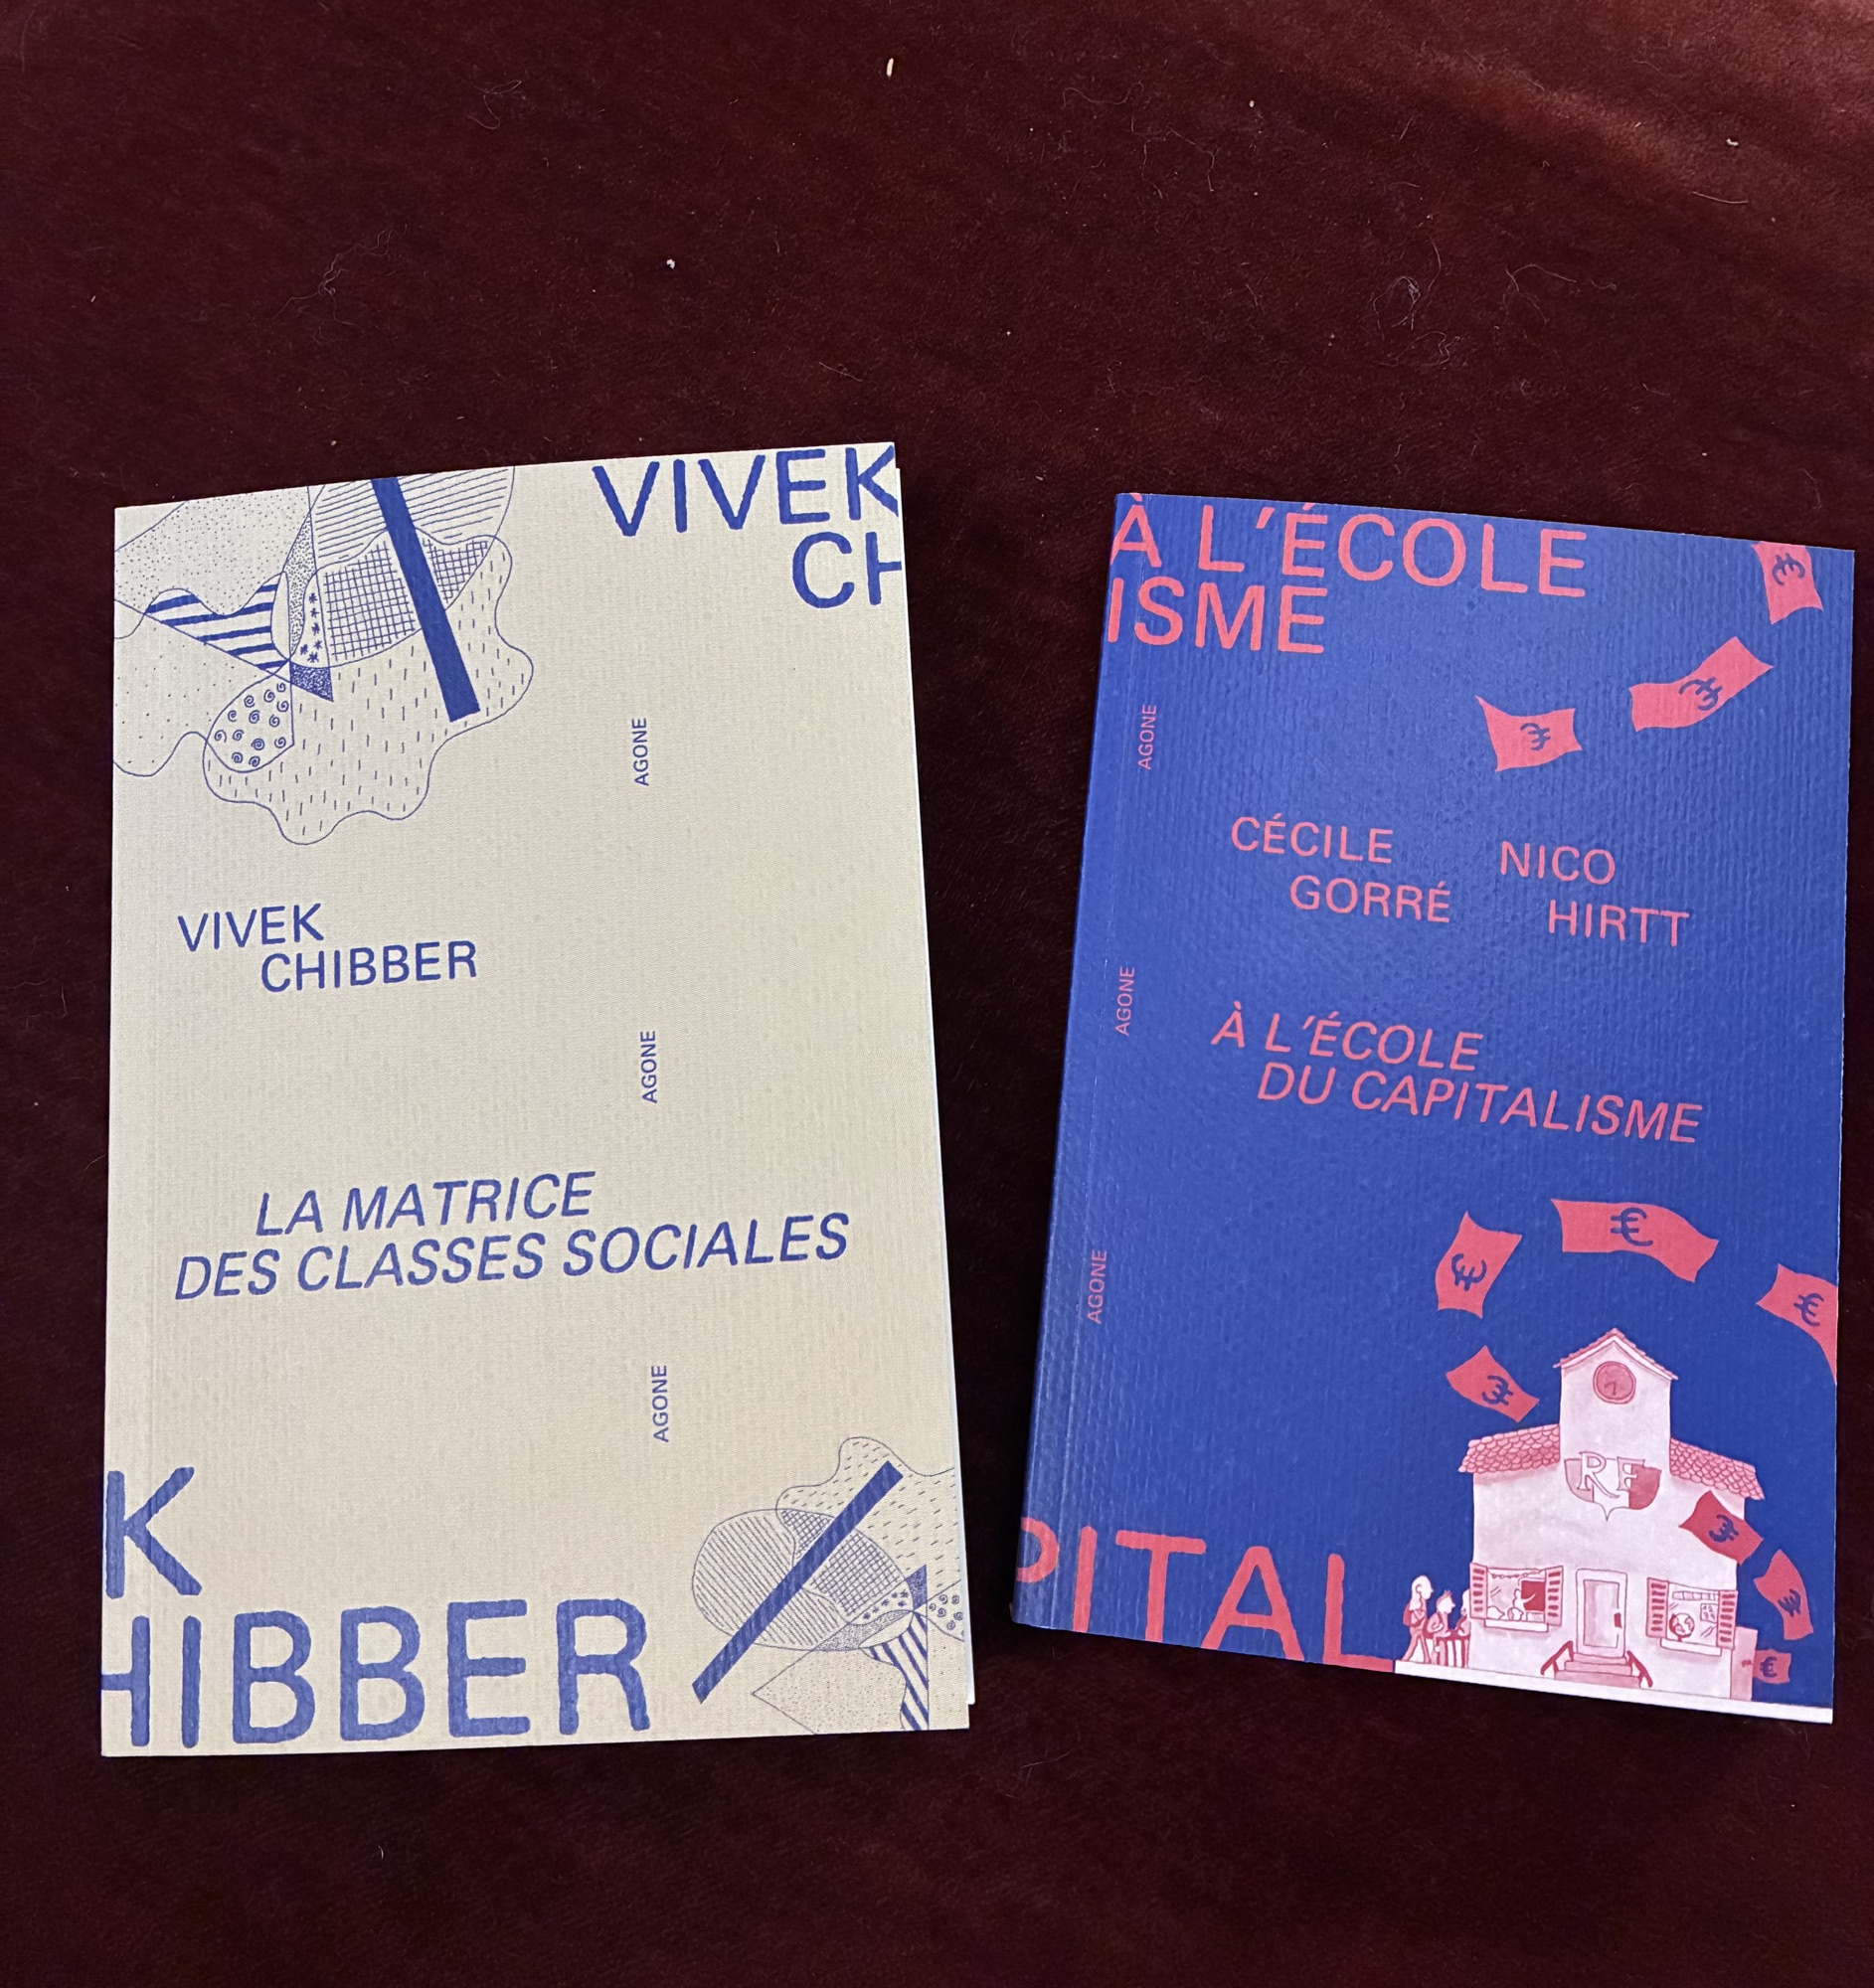 VIVEK
CH
AGONE
VIVEK
CHIBBER
AGONE
LA MATRICE
DES CLASSES SOCIALES
AGONE
K
HIBBER
À L'ÉCOLE
ISME
€
€
€
AGONE
CÉCILE
GORRÉ
NICO
HIRTT
AGONE
À L'ÉCOLE
DU CAPITALISME
€
€
€
€
AGONE
RF
€
€
€
PITAL